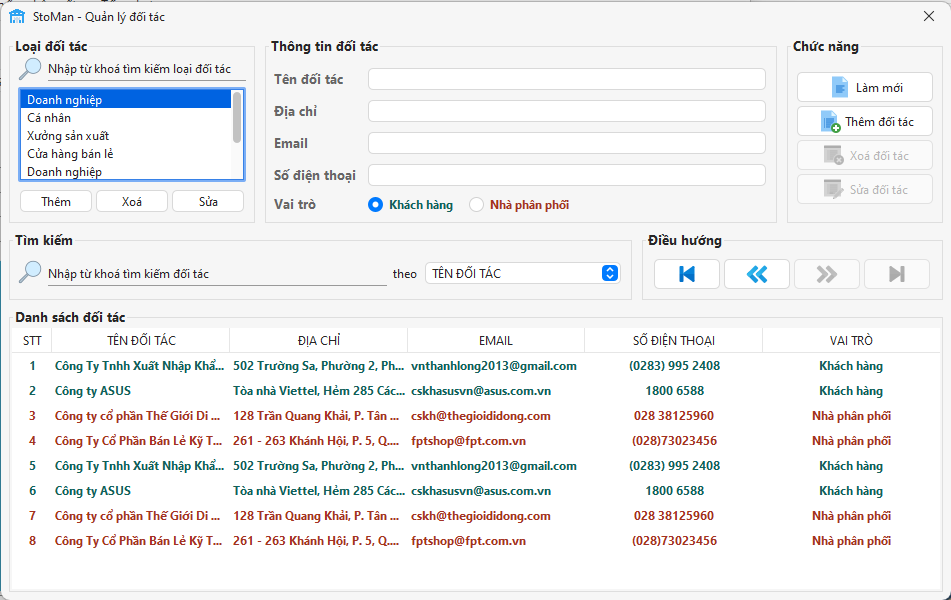 StoMan - Quản lý đối tác
Loại đối tác
Nhập từ khoá tìm kiếm loại đối tác
Doanh nghiệp
Cá nhân
Xưởng sản xuất
Cửa hàng bán lẻ
Doanh nghiệp
Thêm Xoá Sửa
Thông tin đối tác
Tên đối tác
Địa chỉ
Email
Số điện thoại
Vai trò Khách hàng Nhà phân phối
Chức năng
Làm mới
Thêm đối tác
Xoá đối tác
Sửa đối tác
Tìm kiếm
Nhập từ khoá tìm kiếm đối tác theo TÊN ĐỐI TÁC
Điều hướng
Danh sách đối tác
STT TÊN ĐỐI TÁC ĐỊA CHỈ EMAIL SỐ ĐIỆN THOẠI VAI TRÒ
1 Công Ty Tnhh Xuất Nhập Khẩ... 502 Trường Sa, Phường 2, Ph... vnthanhlong2013@gmail.com (0283) 995 2408 Khách hàng
2 Công ty ASUS Tòa nhà Viettel, Hẻm 285 Các... cskhasusvn@asus.com.vn 1800 6588 Khách hàng
3 Công ty cổ phần Thế Giới Di ... 128 Trần Quang Khải, P. Tân ... cskh@thegioididong.com 028 38125960 Nhà phân phối
4 Công Ty Cổ Phần Bán Lẻ Kỹ T... 261 - 263 Khánh Hội, P. 5, Q.... fptshop@fpt.com.vn (028)73023456 Nhà phân phối
5 Công Ty Tnhh Xuất Nhập Khẩ... 502 Trường Sa, Phường 2, Ph... vnthanhlong2013@gmail.com (0283) 995 2408 Khách hàng
6 Công ty ASUS Tòa nhà Viettel, Hẻm 285 Các... cskhasusvn@asus.com.vn 1800 6588 Khách hàng
7 Công ty cổ phần Thế Giới Di ... 128 Trần Quang Khải, P. Tân ... cskh@thegioididong.com 028 38125960 Nhà phân phối
8 Công Ty Cổ Phần Bán Lẻ Kỹ T... 261 - 263 Khánh Hội, P. 5, Q.... fptshop@fpt.com.vn (028)73023456 Nhà phân phối